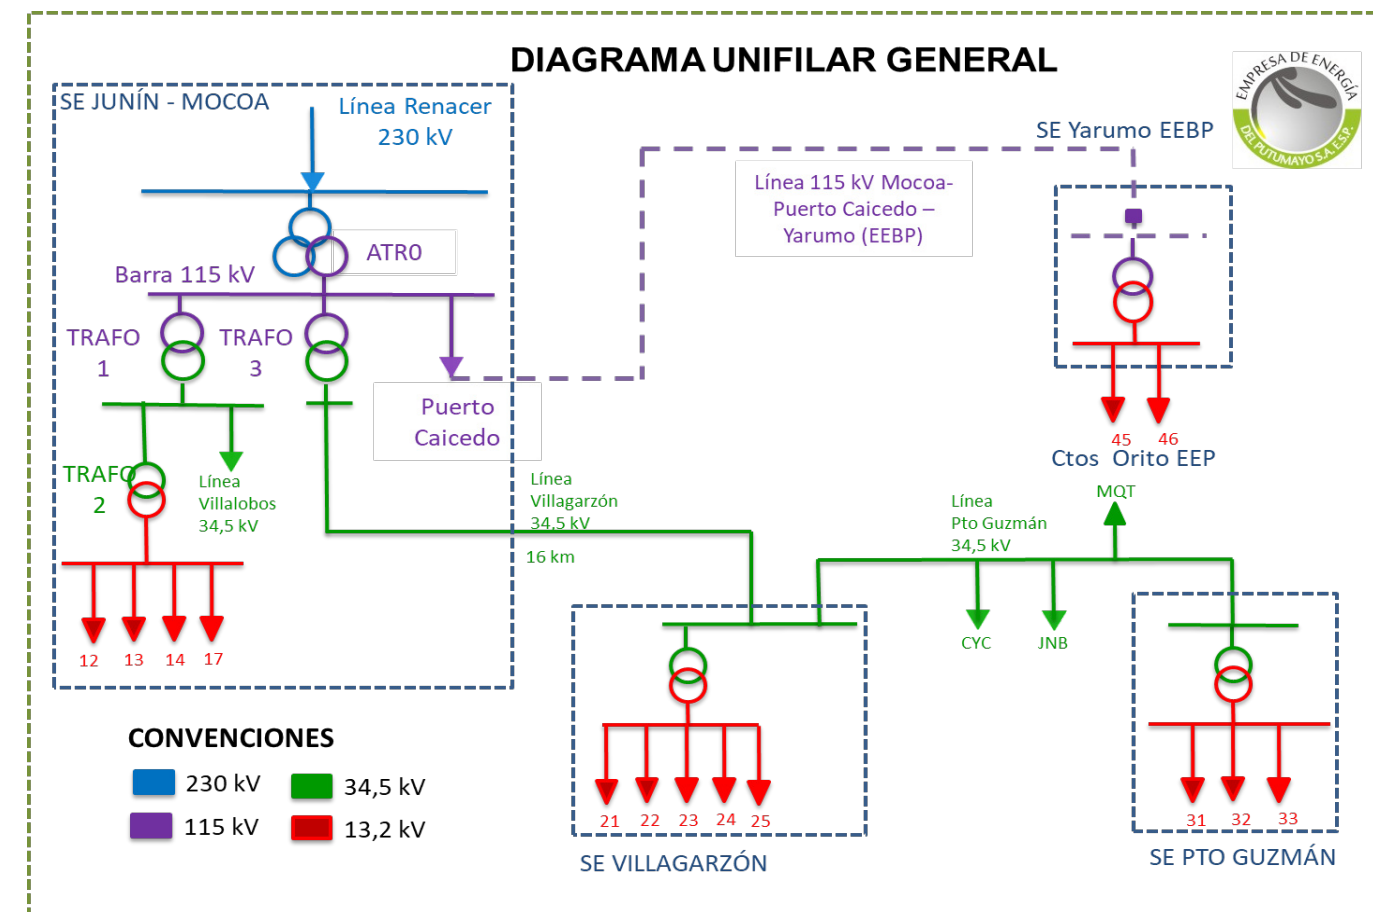 DIAGRAMA UNIFILAR GENERAL
EMPRESA DE ENERGÍA
DEL PUTUMAYO S.A. E.S.P.
SE JUNÍN - MOCOA
Línea Renacer
230 kV
SE Yarumo EEBP
Línea 115 kV Mocoa-
Puerto Caicedo –
Yarumo (EEBP)
ATR0
Barra 115 kV
TRAFO
1
TRAFO
3
Puerto
Caicedo
TRAFO
2
Línea
Villalobos
34,5 kV
Línea
Villagarzón
34,5 kV
16 km
45
46
Ctos Orito EEP
MQT
Línea
Pto Guzmán
34,5 kV
CYC
JNB
12
13
14
17
21
22
23
24
25
31
32
33
SE VILLAGARZÓN
SE PTO GUZMÁN
CONVENCIONES
230 kV
34,5 kV
115 kV
13,2 kV